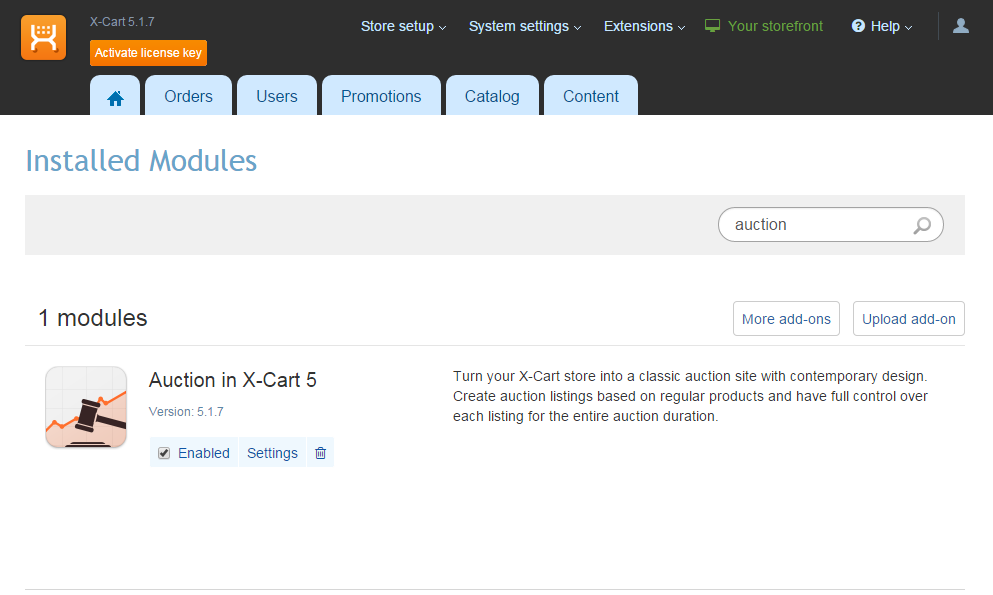 X-Cart 5.1.7
Activate license key
Store setup
System settings
Extensions
Your storefront
? Help
Orders
Users
Promotions
Catalog
Content
Installed Modules
auction
1 modules
More add-ons
Upload add-on
Auction in X-Cart 5
Version: 5.1.7
Enabled
Settings
Turn your X-Cart store into a classic auction site with contemporary design.
Create auction listings based on regular products and have full control over
each listing for the entire auction duration.